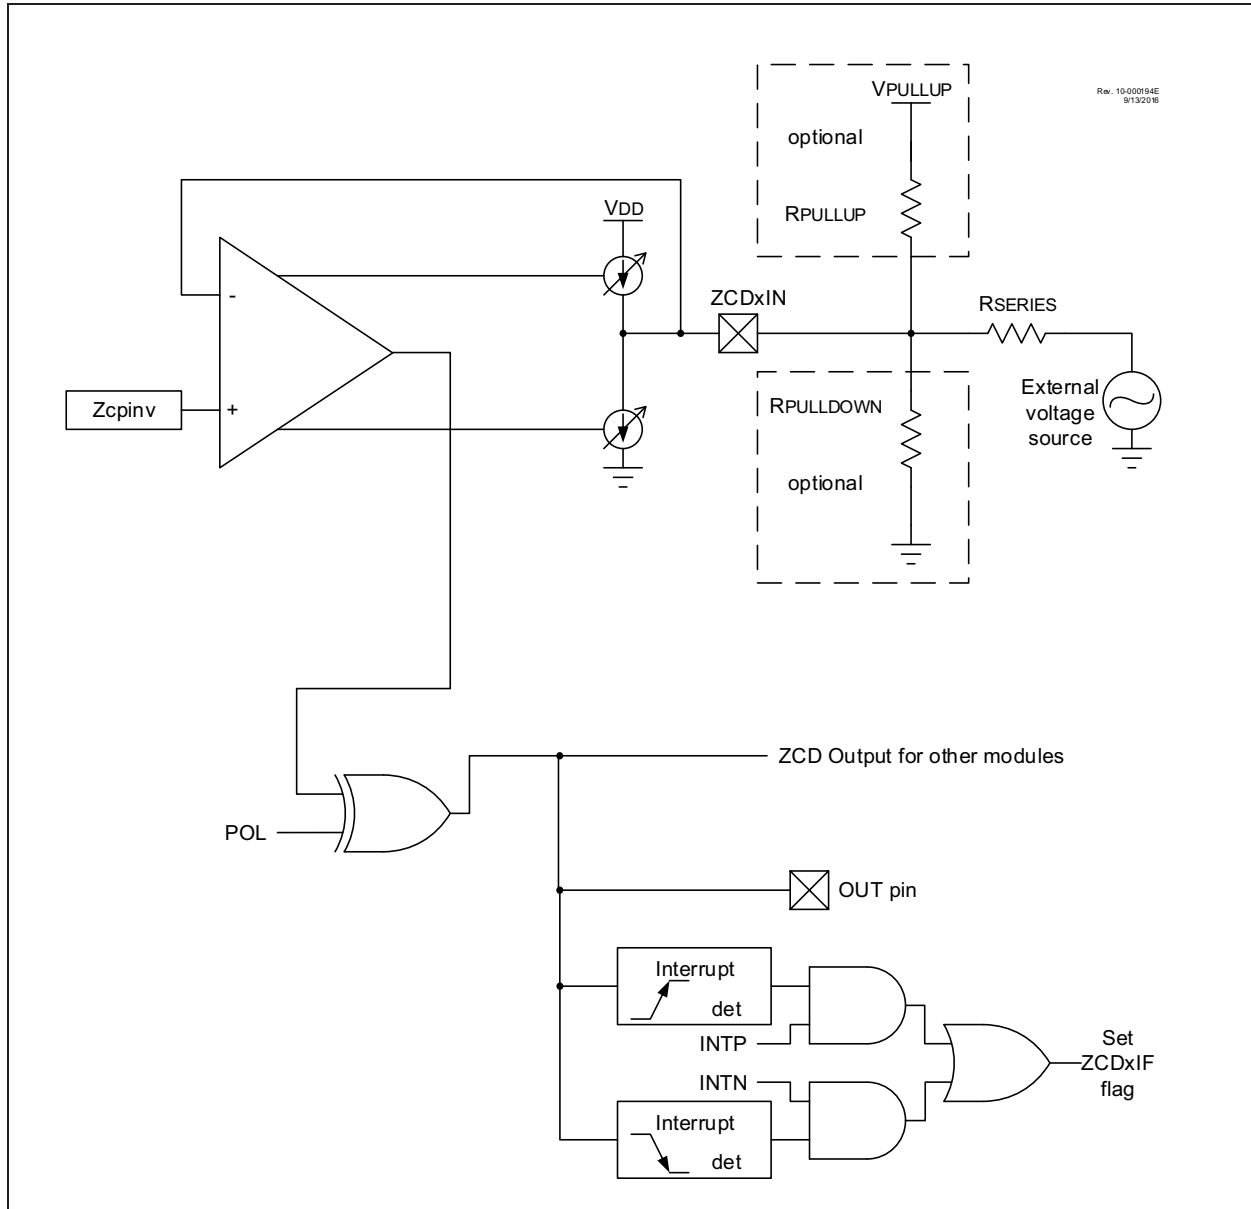 VPULLUP
Rev. 10-000194E
9/13/2016
optional
RPULLUP
VDD
ZCDxIN
RSERIES
-
Zcpinv
+
RPULLDOWN
External
voltage
source
optional
ZCD Output for other modules
POL
OUT pin
Interrupt
det
INTP
INTN
Interrupt
det
Set
ZCDxIF
flag